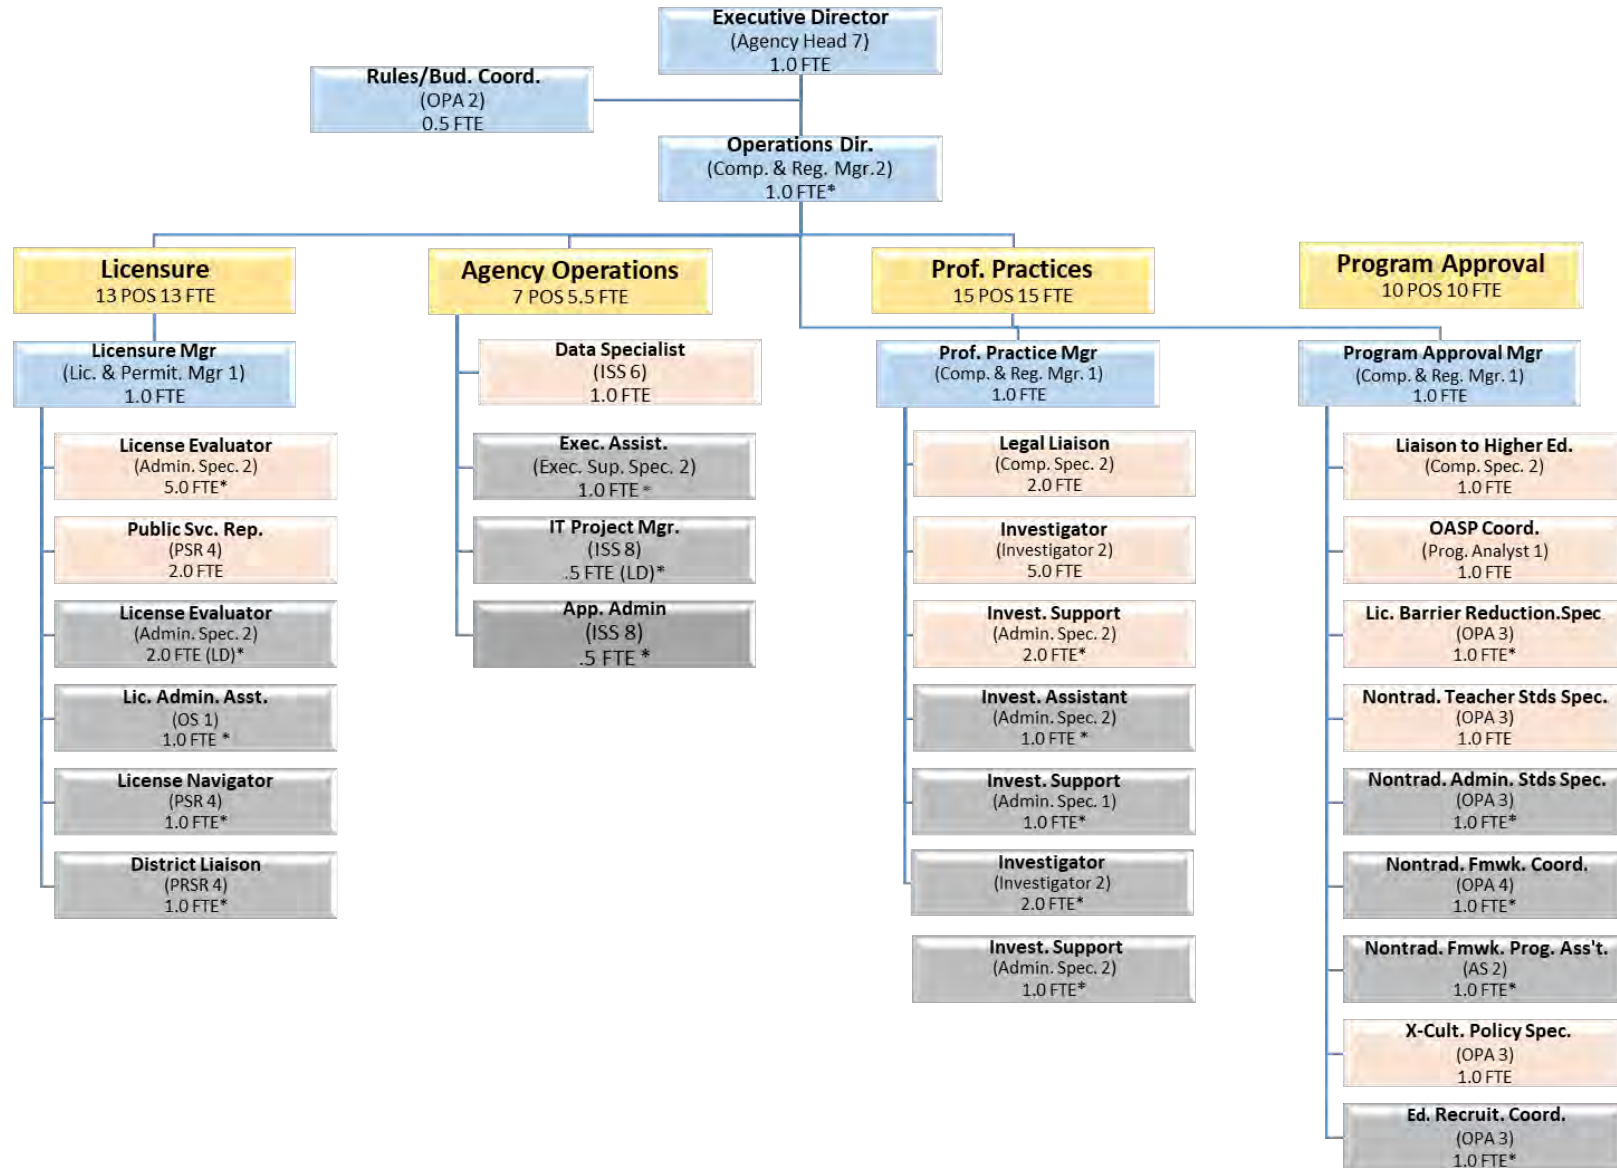 Executive Director
(Agency Head 7)
1.0 FTE
Rules/Bud. Coord.
(OPA 2)
0.5 FTE
Operations Dir.
(Comp. & Reg. Mgr.2)
1.0 FTE*
Licensure
13 POS 13 FTE
Licensure Mgr
(Lic. & Permit. Mgr 1)
1.0 FTE
License Evaluator
(Admin. Spec. 2)
5.0 FTE*
Public Svc. Rep.
(PSR 4)
2.0 FTE
License Evaluator
(Admin. Spec. 2)
2.0 FTE (LD)*
Lic. Admin. Asst.
(OS 1)
1.0 FTE *
License Navigator
(PSR 4)
1.0 FTE*
District Liaison
(PRSR 4)
1.0 FTE*
Agency Operations
7 POS 5.5 FTE
Data Specialist
(ISS 6)
1.0 FTE
Exec. Assist.
(Exec. Sup. Spec. 2)
1.0 FTE *
IT Project Mgr.
(ISS 8)
.5 FTE (LD)*
App. Admin
(ISS 8)
.5 FTE *
Prof. Practices
15 POS 15 FTE
Prof. Practice Mgr
(Comp. & Reg. Mgr. 1)
1.0 FTE
Legal Liaison
(Comp. Spec. 2)
2.0 FTE
Investigator
(Investigator 2)
5.0 FTE
Invest. Support
(Admin. Spec. 2)
2.0 FTE*
Invest. Assistant
(Admin. Spec. 2)
1.0 FTE *
Invest. Support
(Admin. Spec. 1)
1.0 FTE*
Investigator
(Investigator 2)
2.0 FTE*
Invest. Support
(Admin. Spec. 2)
1.0 FTE*
Program Approval
10 POS 10 FTE
Program Approval Mgr
(Comp. & Reg. Mgr. 1)
1.0 FTE
Liaison to Higher Ed.
(Comp. Spec. 2)
1.0 FTE
OASP Coord.
(Prog. Analyst 1)
1.0 FTE
Lic. Barrier Reduction.Spec
(OPA 3)
1.0 FTE*
Nontrad. Teacher Stds Spec.
(OPA 3)
1.0 FTE
Nontrad. Admin. Stds Spec.
(OPA 3)
1.0 FTE*
Nontrad. Fmwk. Coord.
(OPA 4)
1.0 FTE*
Nontrad. Fmwk. Prog. Ass't.
(AS 2)
1.0 FTE*
X-Cult. Policy Spec.
(OPA 3)
1.0 FTE
Ed. Recruit. Coord.
(OPA 3)
1.0 FTE*